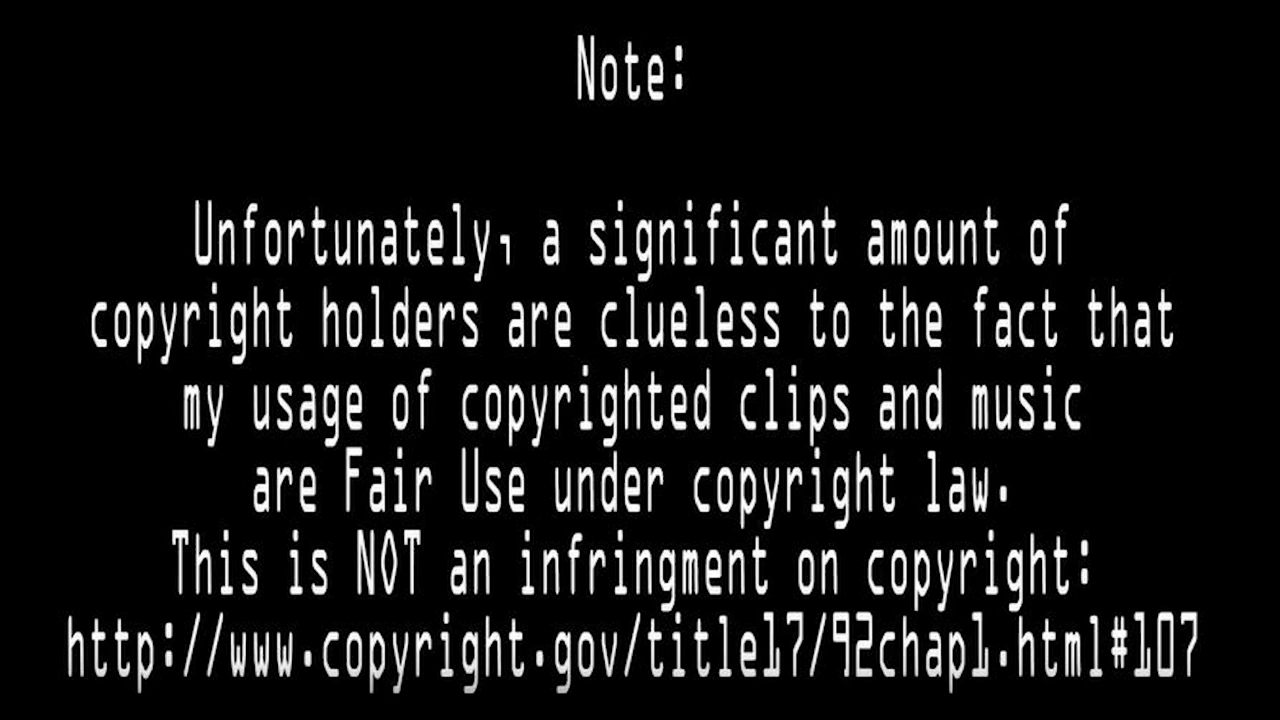 Note:
Unfortunately, a significant amount of
copyright holders are clueless to the fact that
my usage of copyrighted clips and music
are Fair Use under copyright law.
This is NOT an infringment on copyright:
http://www.copyright.gov/title17/92chap1.html#107